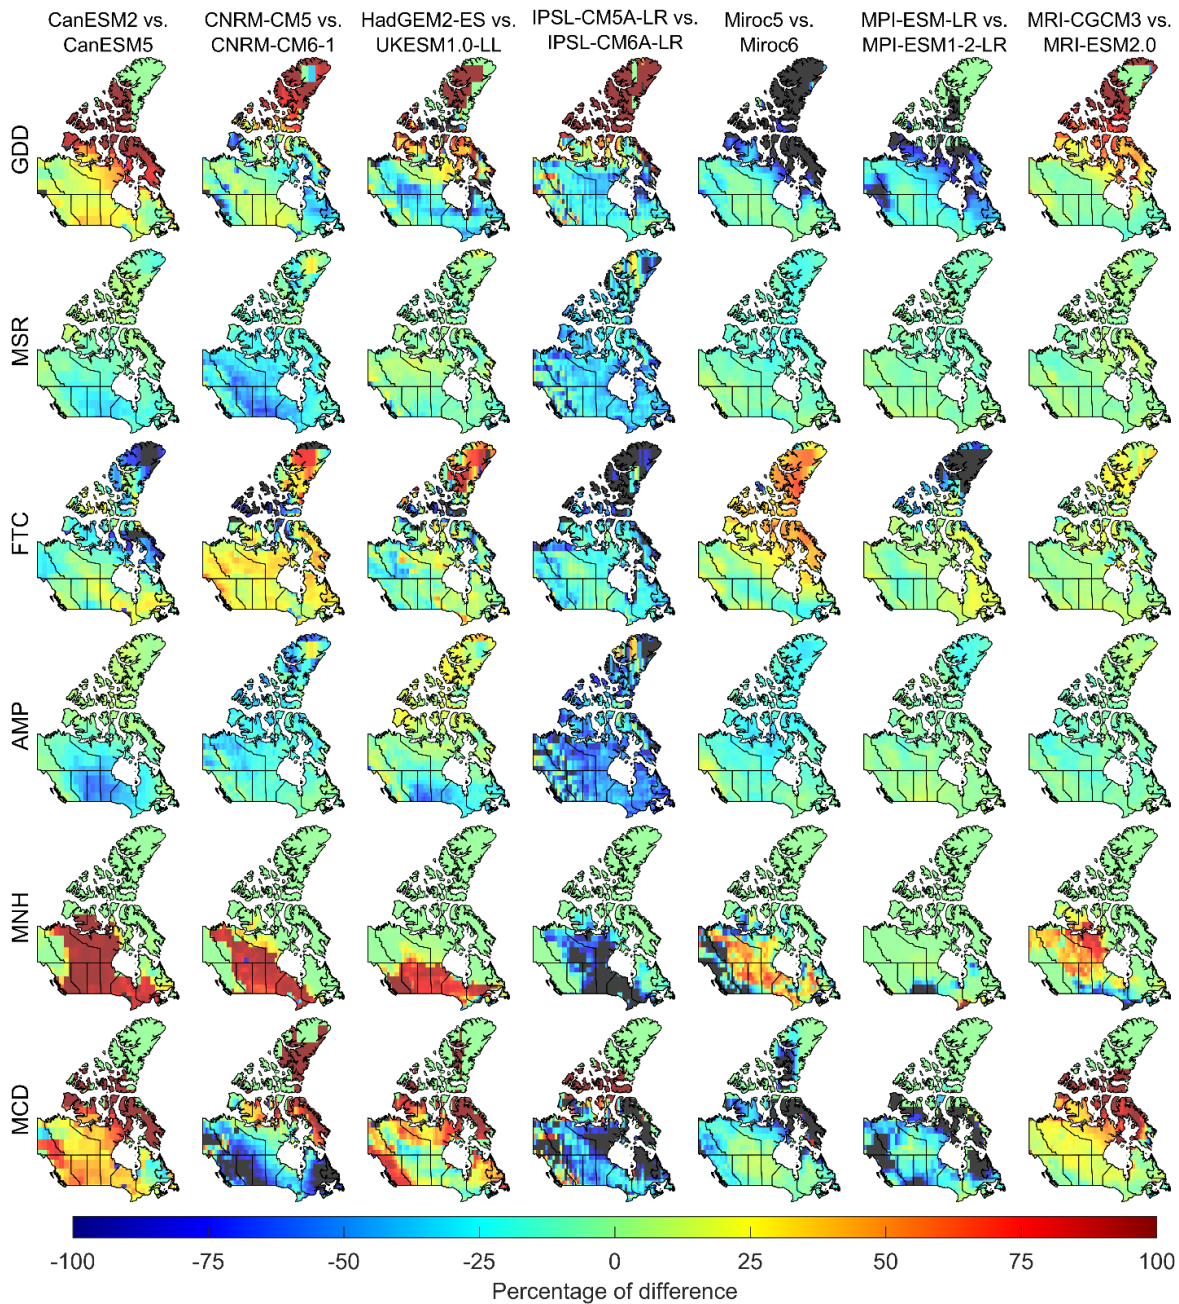 CanESM2 vs. CNRM-CM5 vs. HadGEM2-ES vs. IPSL-CM5A-LR vs. Miroc5 vs. MPI-ESM-LR vs. MRI-CGCM3 vs.
CanESM5 CNRM-CM6-1 UKESM1.0-LL IPSL-CM6A-LR Miroc6 MPI-ESM1-2-LR MRI-ESM2.0
GDD
MSR
FTC
AMP
MNH
MCD
-100 -75 -50 -25 0 25 50 75 100
Percentage of difference